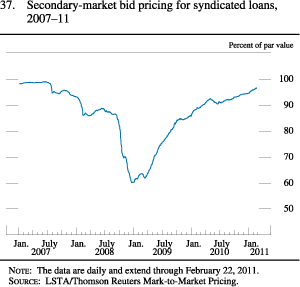 37. Secondary-market bid pricing for syndicated loans,
2007–11
Percent of par value
100
90
80
70
60
50
Jan. July Jan. July Jan. July Jan. July Jan.
2007 2008 2009 2010 2011
NOTE: The data are daily and extend through February 22, 2011.
SOURCE: LSTA/Thomson Reuters Mark-to-Market Pricing.